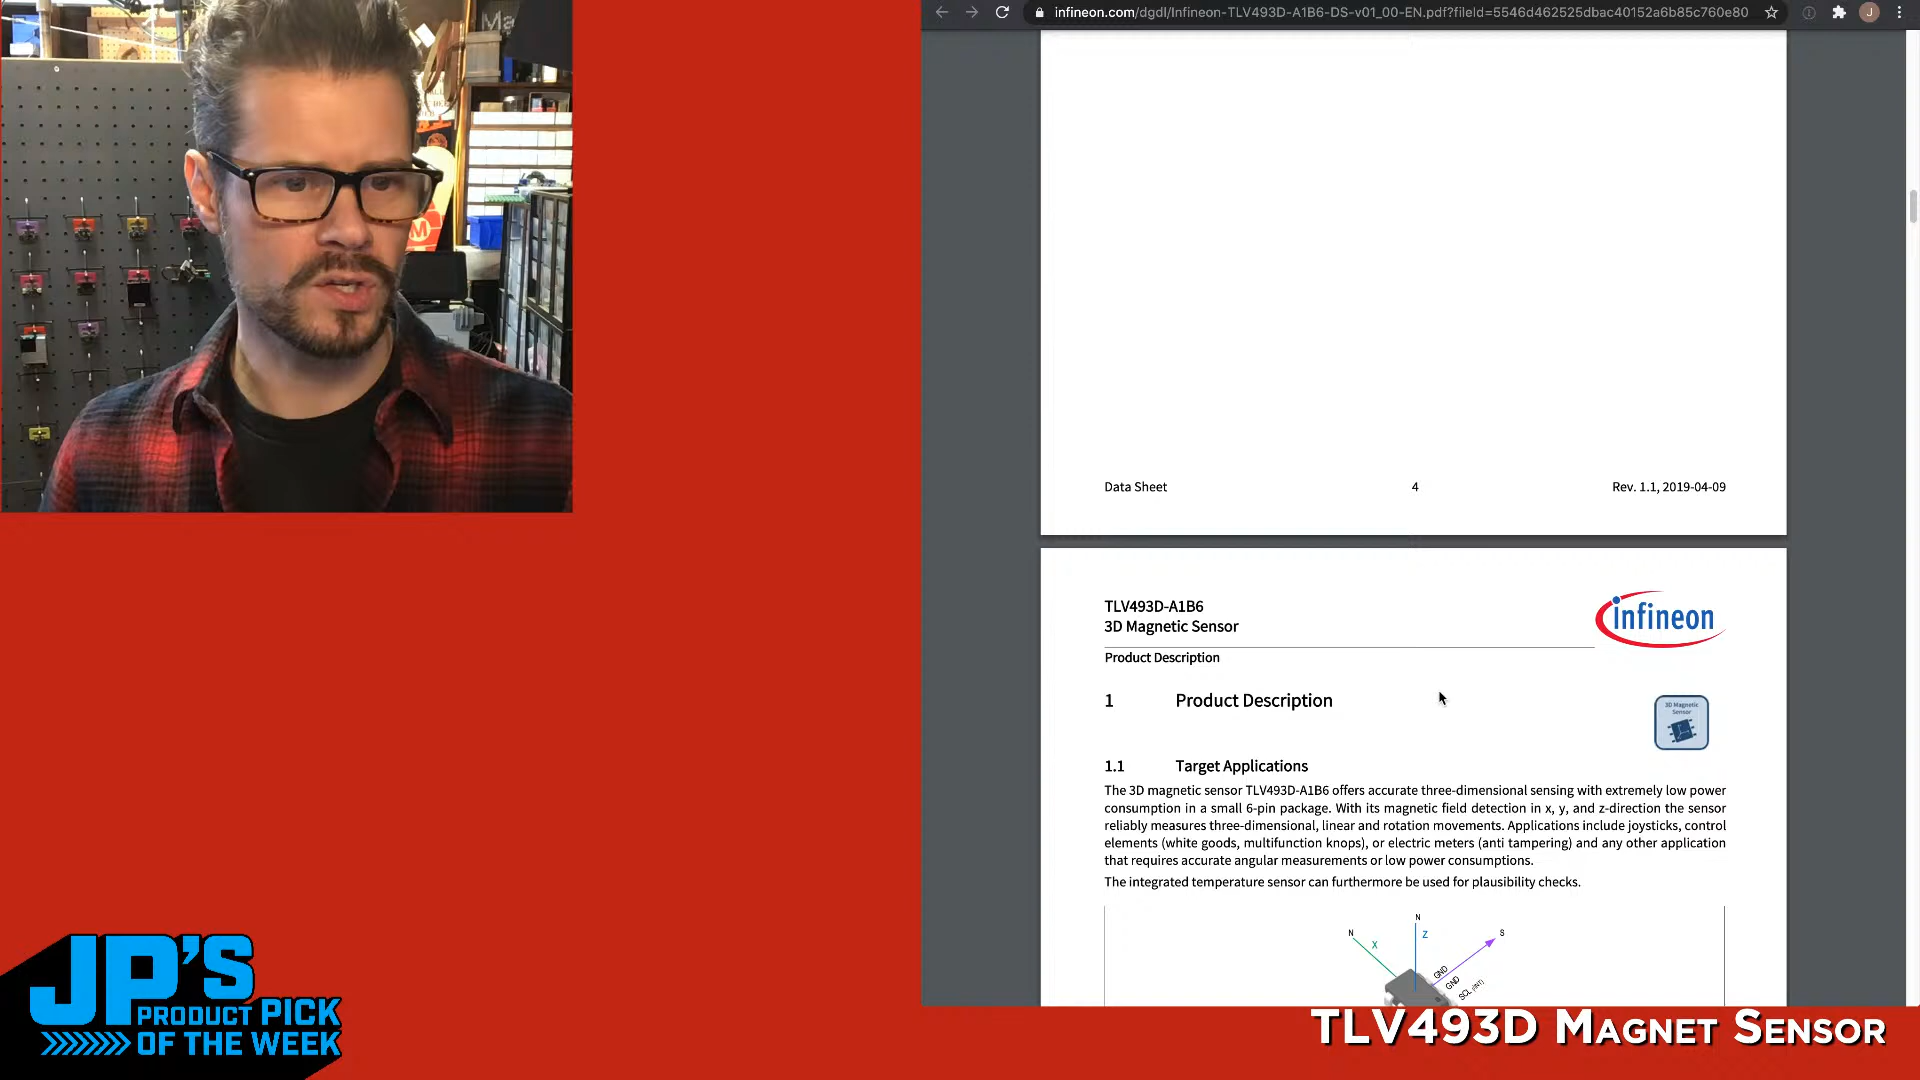 infineon.com/dgdl/Infineon-TLV493D-A1B6-DS-v01_00-EN.pdf?fileId=5546d462525dbac40152a6b85c760e80
J
Ma
M
Data Sheet 4 Rev. 1.1, 2019-04-09
TLV493D-A1B6
3D Magnetic Sensor
infineon
Product Description
1 Product Description
3D Magnetic
Sensor
1.1 Target Applications
The 3D magnetic sensor TLV493D-A1B6 offers accurate three-dimensional sensing with extremely low power
consumption in a small 6-pin package. With its magnetic field detection in x, y, and z-direction the sensor
reliably measures three-dimensional, linear and rotation movements. Applications include joysticks, control
elements (white goods, multifunction knops), or electric meters (anti tampering) and any other application
that requires accurate angular measurements or low power consumptions.
The integrated temperature sensor can furthermore be used for plausibility checks.
N
N X Z S
GND
GND
SCL (INT)
JP'S
PRODUCT PICK
OF THE WEEK
TLV493D Magnet Sensor